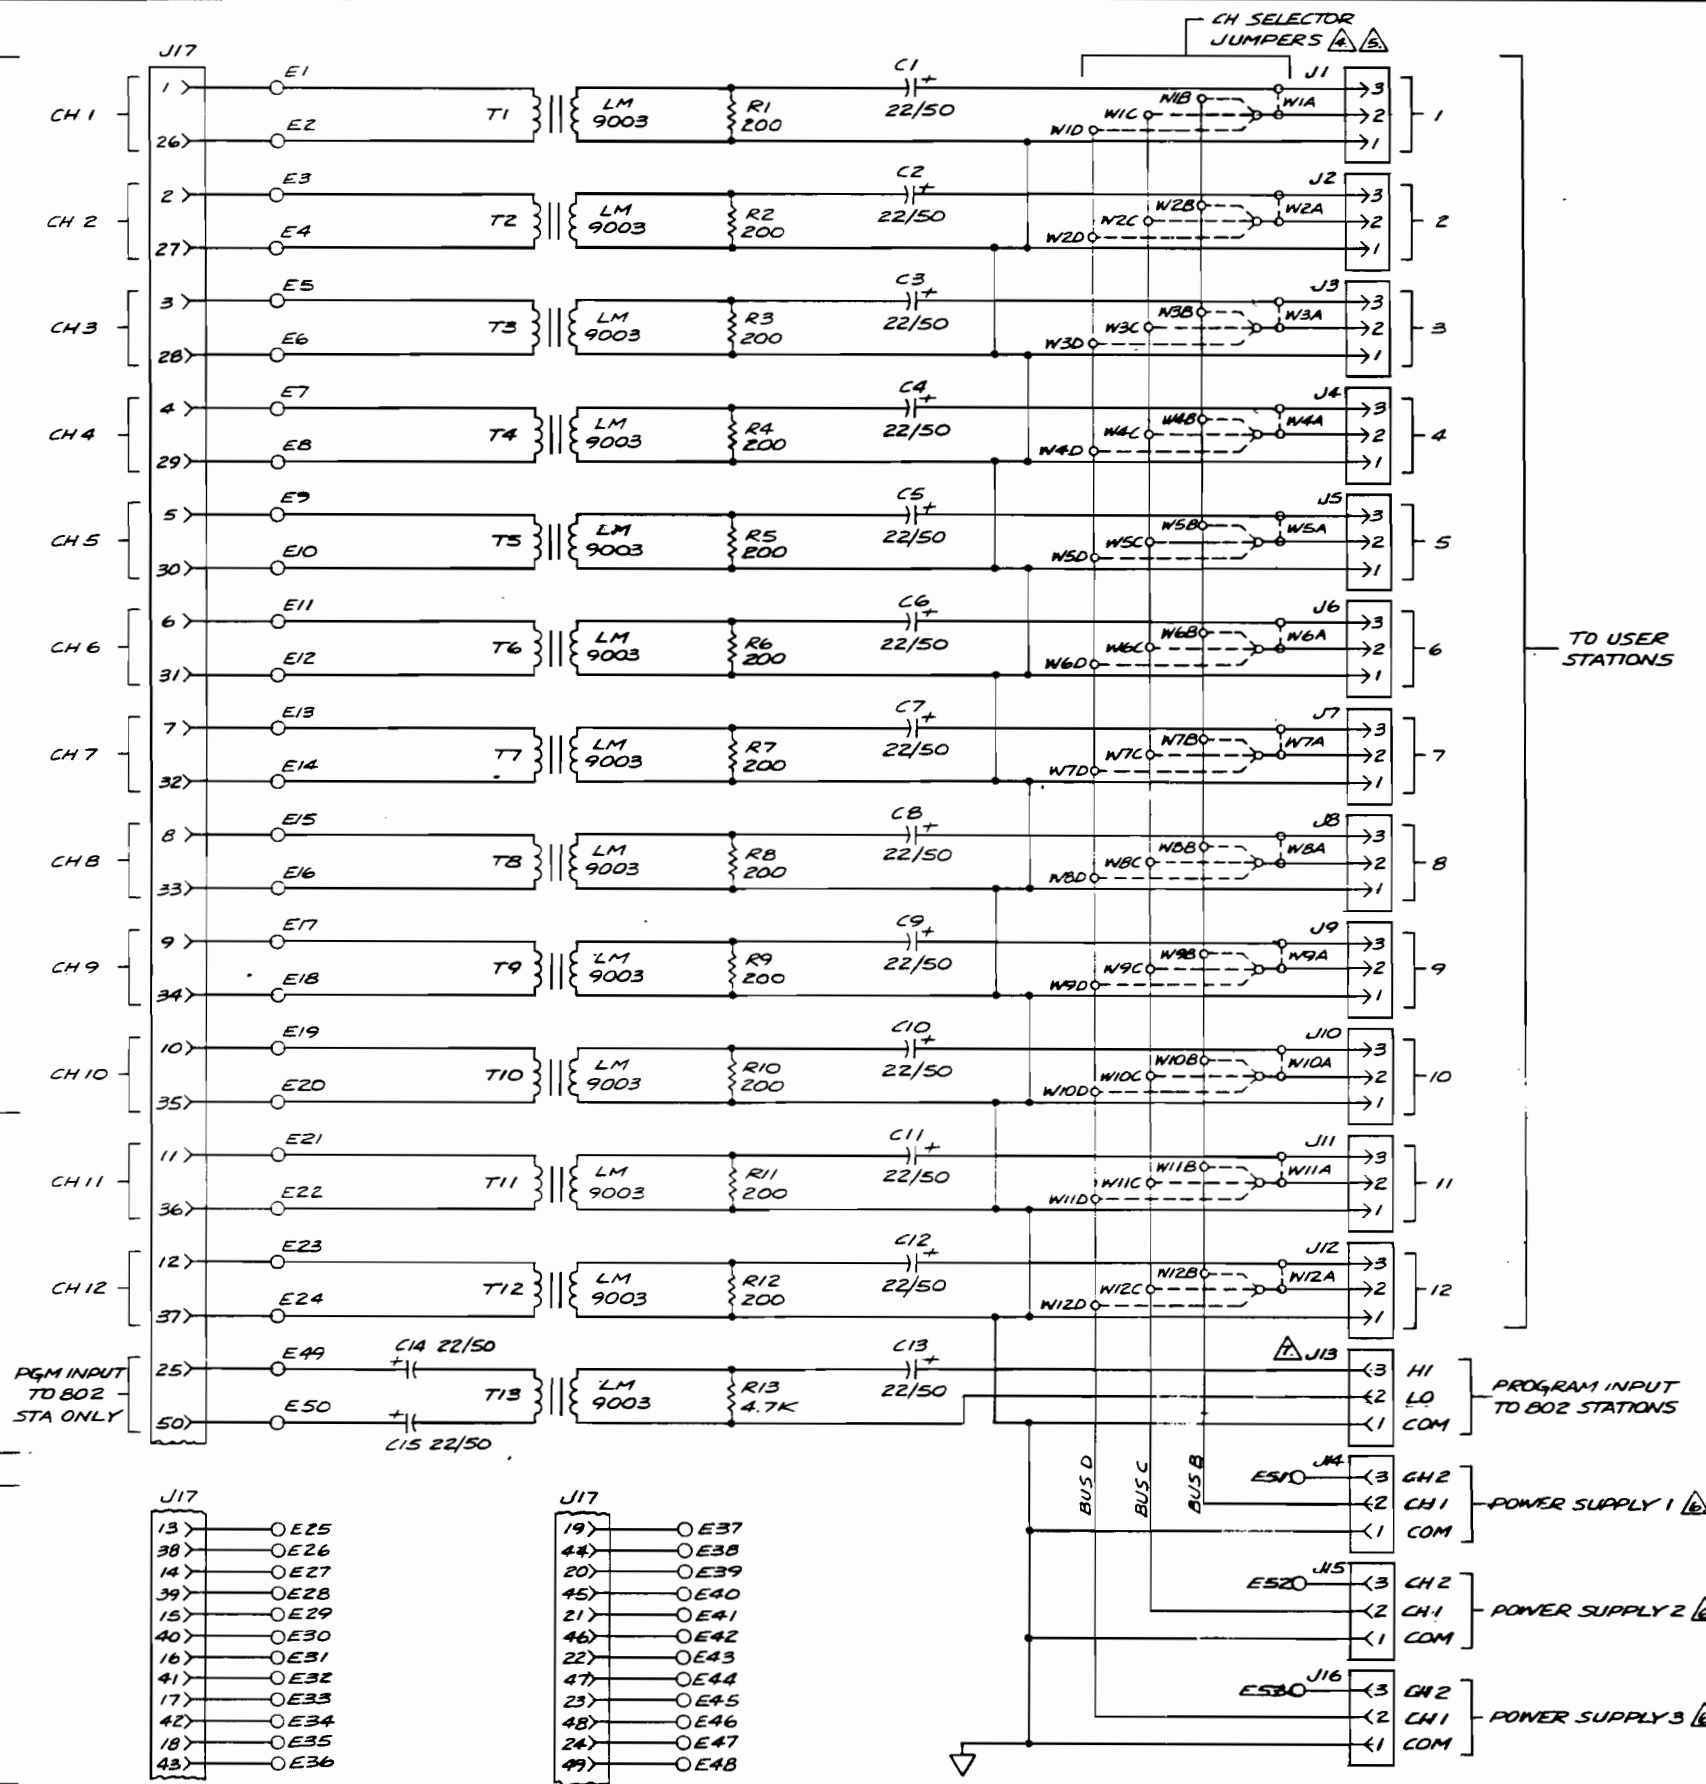 CH SELECTOR
JUMPERS 4. 5.
J17
CH 1
1
E1
26
E2
T1
LM
9003
R1
200
C1
+
22/50
W1D
W1C
W1B
W1A
J1
3
2
1
1
CH 2
2
E3
27
E4
T2
LM
9003
R2
200
C2
+
22/50
W2D
W2C
W2B
W2A
J2
3
2
1
2
CH 3
3
E5
28
E6
T3
LM
9003
R3
200
C3
+
22/50
W3D
W3C
W3B
W3A
J3
3
2
1
3
CH 4
4
E7
29
E8
T4
LM
9003
R4
200
C4
+
22/50
W4D
W4C
W4B
W4A
J4
3
2
1
4
CH 5
5
E9
30
E10
T5
LM
9003
R5
200
C5
+
22/50
W5D
W5C
W5B
W5A
J5
3
2
1
5
CH 6
6
E11
31
E12
T6
LM
9003
R6
200
C6
+
22/50
W6D
W6C
W6B
W6A
J6
3
2
1
6
TO USER
STATIONS
CH 7
7
E13
32
E14
T7
LM
9003
R7
200
C7
+
22/50
W7D
W7C
W7B
W7A
J7
3
2
1
7
CH 8
8
E15
33
E16
T8
LM
9003
R8
200
C8
+
22/50
W8D
W8C
W8B
W8A
J8
3
2
1
8
CH 9
9
E17
34
E18
T9
LM
9003
R9
200
C9
+
22/50
W9D
W9C
W9B
W9A
J9
3
2
1
9
CH 10
10
E19
35
E20
T10
LM
9003
R10
200
C10
+
22/50
W10D
W10C
W10B
W10A
J10
3
2
1
10
CH 11
11
E21
36
E22
T11
LM
9003
R11
200
C11
+
22/50
W11D
W11C
W11B
W11A
J11
3
2
1
11
CH 12
12
E23
37
E24
T12
LM
9003
R12
200
C12
+
22/50
W12D
W12C
W12B
W12A
J12
3
2
1
12
PGM INPUT
TO 802
STA ONLY
25
E49
50
E50
C14 22/50
+
+
C15 22/50
T13
LM
9003
R13
4.7K
C13
+
22/50
7. J13
3 HI
2 LO
1 COM
PROGRAM INPUT
TO 802 STATIONS
BUS D
BUS C
BUS B
J14
E51
3 CH 2
2 CH 1
1 COM
POWER SUPPLY 1 6
J15
E52
3 CH 2
2 CH 1
1 COM
POWER SUPPLY 2
J16
E53
3 CH 2
2 CH 1
1 COM
POWER SUPPLY 3
J17
13 E25
38 E26
14 E27
39 E28
15 E29
40 E30
16 E31
41 E32
17 E33
42 E34
18 E35
43 E36
J17
19 E37
44 E38
20 E39
45 E40
21 E41
46 E42
22 E43
47 E44
23 E45
48 E46
24 E47
49 E48